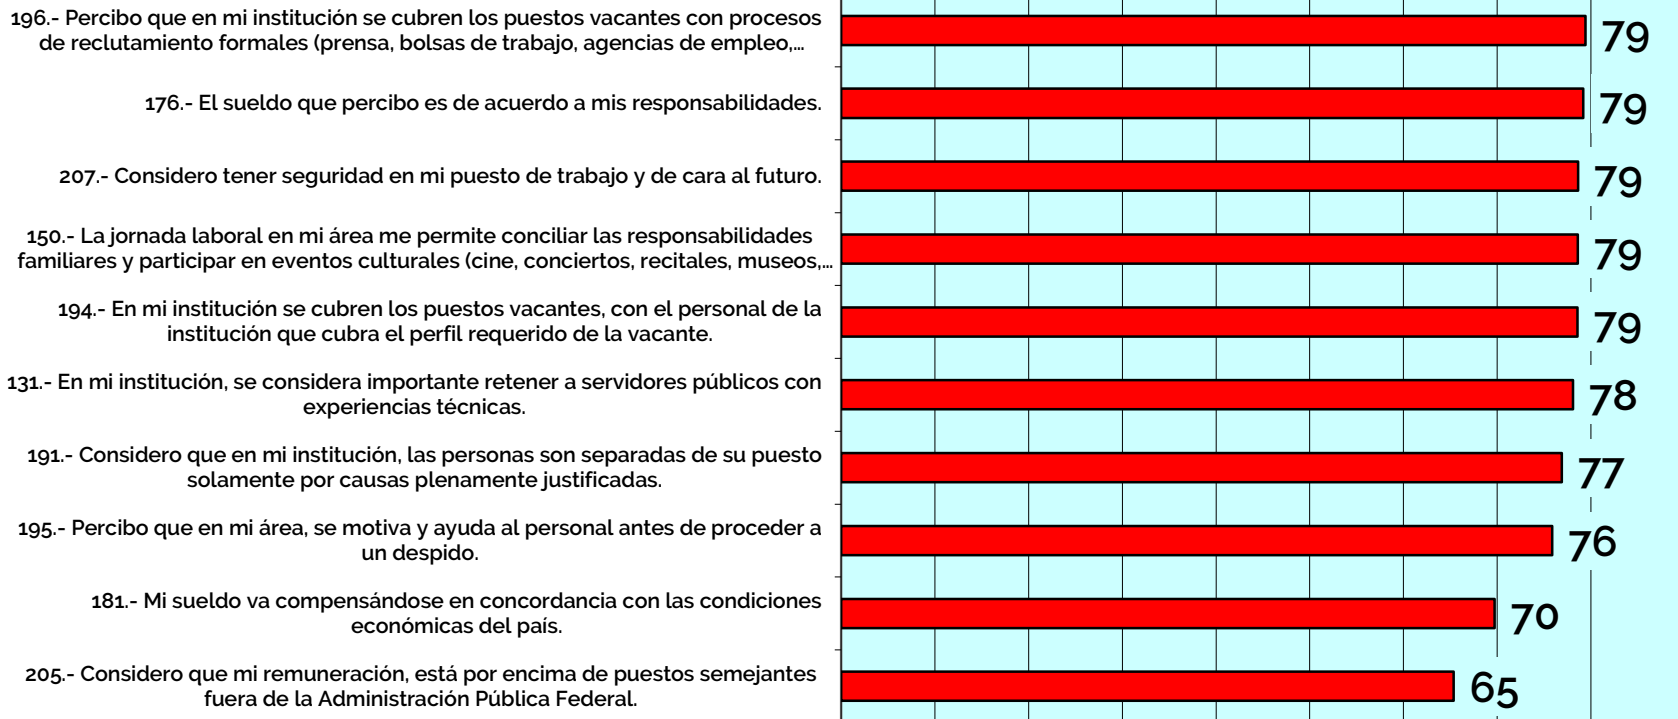 196.- Percibo que en mi institución se cubren los puestos vacantes con procesos
de reclutamiento formales (prensa, bolsas de trabajo, agencias de empleo,...
79
176.- El sueldo que percibo es de acuerdo a mis responsabilidades.
79
207.- Considero tener seguridad en mi puesto de trabajo y de cara al futuro.
79
150.- La jornada laboral en mi área me permite conciliar las responsabilidades
familiares y participar en eventos culturales (cine, conciertos, recitales, museos,...
79
194.- En mi institución se cubren los puestos vacantes, con el personal de la
institución que cubra el perfil requerido de la vacante.
79
131.- En mi institución, se considera importante retener a servidores públicos con
experiencias técnicas.
78
191.- Considero que en mi institución, las personas son separadas de su puesto
solamente por causas plenamente justificadas.
77
195.- Percibo que en mi área, se motiva y ayuda al personal antes de proceder a
un despido.
76
181.- Mi sueldo va compensándose en concordancia con las condiciones
económicas del país.
70
205.- Considero que mi remuneración, está por encima de puestos semejantes
fuera de la Administración Pública Federal.
65